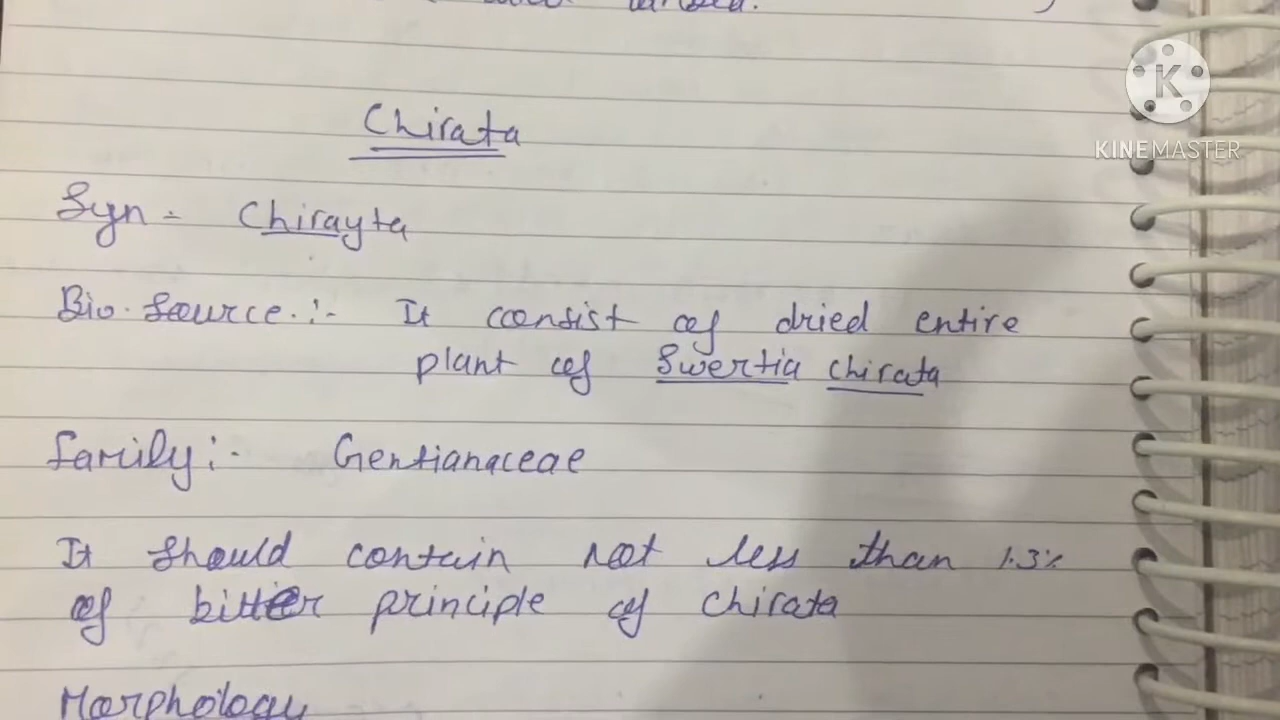 Chirata
K
KINEMASTER
Syn - Chirayta
Bio. Source :- It consist of dried entire
plant of Swertia chirata
Family :- Gentianaceae
It should contain not less than 1.3%
of bitter principle of chirata
Morphology